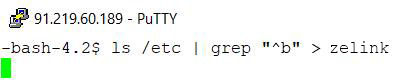 91.219.60.189 - PuTTY
-bash-4.2$ ls /etc | grep "^b" > zelink